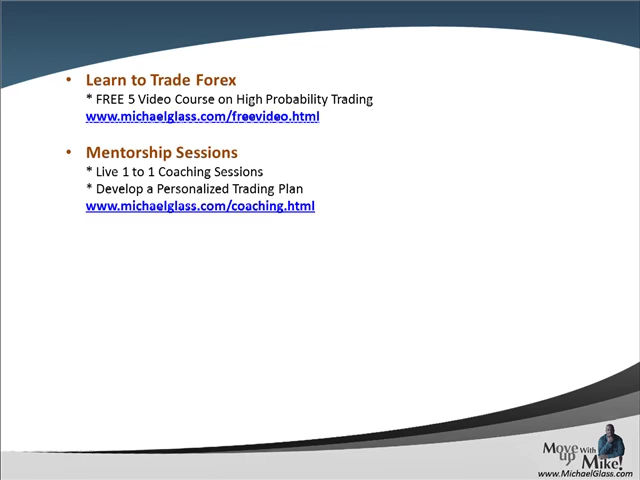 • Learn to Trade Forex
* FREE 5 Video Course on High Probability Trading
www.michaelglass.com/freevideo.html
• Mentorship Sessions
* Live 1 to 1 Coaching Sessions
* Develop a Personalized Trading Plan
www.michaelglass.com/coaching.html
Move up With Mike!
www.MichaelGlass.com